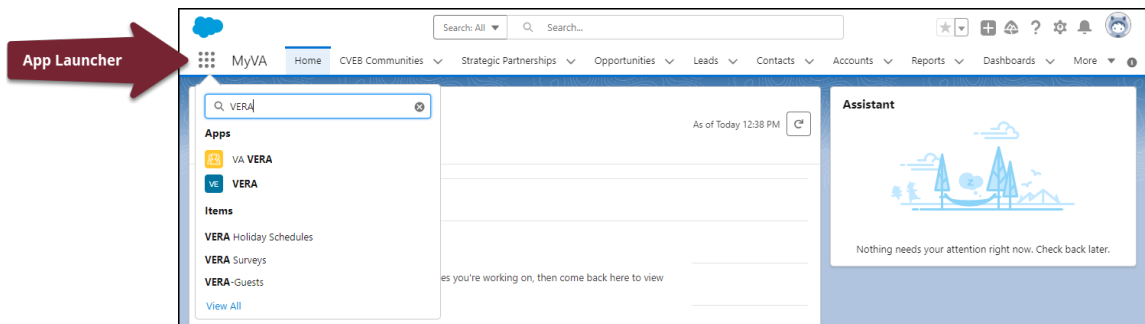 Search: All Search...
App Launcher
MyVA Home CVEB Communities Strategic Partnerships Opportunities Leads Contacts Accounts Reports Dashboards More
VERA
As of Today 12:38 PM
Assistant
Apps
VA VERA
VE VERA
Items
VERA Holiday Schedules
VERA Surveys
Nothing needs your attention right now. Check back later.
VERA-Guests
es you're working on, then come back here to view
View All